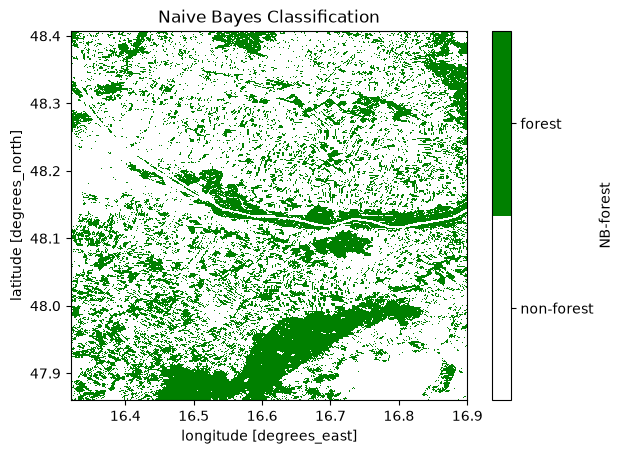 Naive Bayes Classification
48.4
48.3
48.2
48.1
48.0
47.9
latitude [degrees_north]
16.4 16.5 16.6 16.7 16.8 16.9
longitude [degrees_east]
forest
non-forest
NB-forest